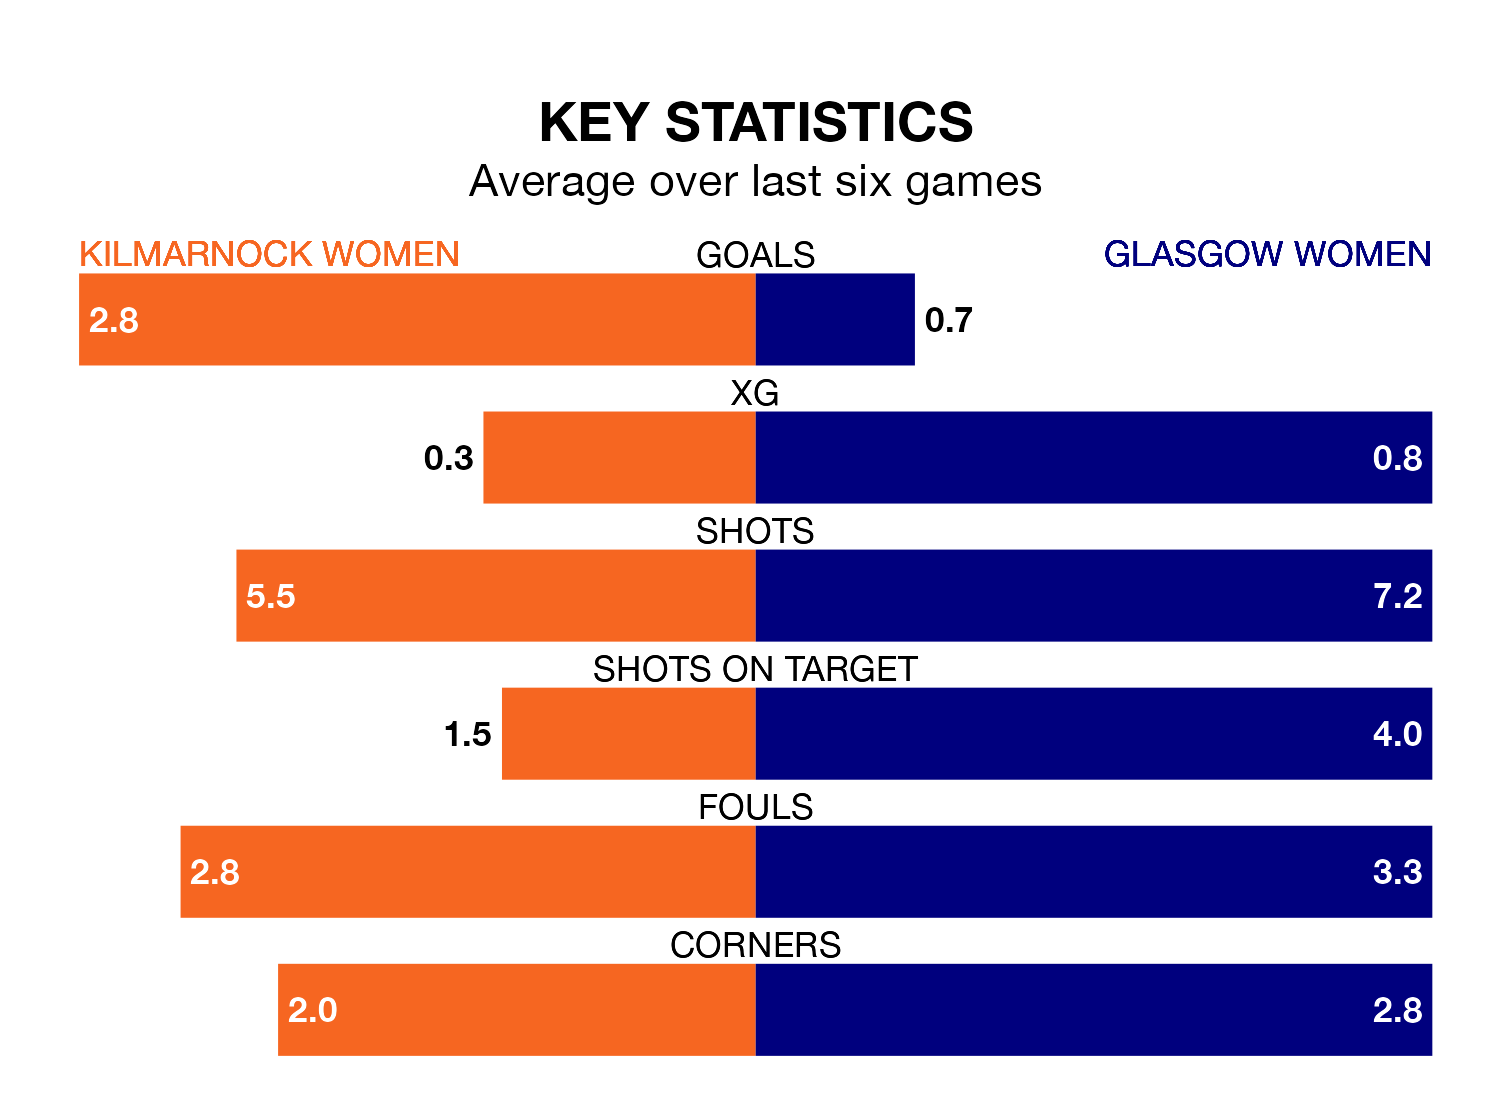 KEY STATISTICS
Average over last six games
KILMARNOCK WOMEN GOALS GLASGOW WOMEN
2.8 0.7
XG
0.3 0.8
SHOTS
5.5 7.2
SHOTS ON TARGET
1.5 4.0
FOULS
2.8 3.3
CORNERS
2.0 2.8